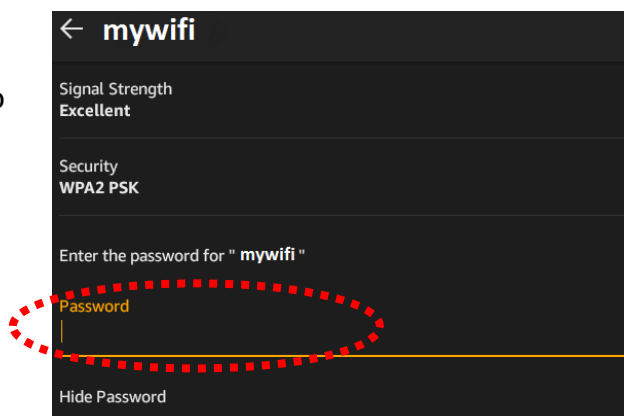 ← mywifi
Signal Strength
Excellent
Security
WPA2 PSK
Enter the password for " mywifi "
Password
Hide Password